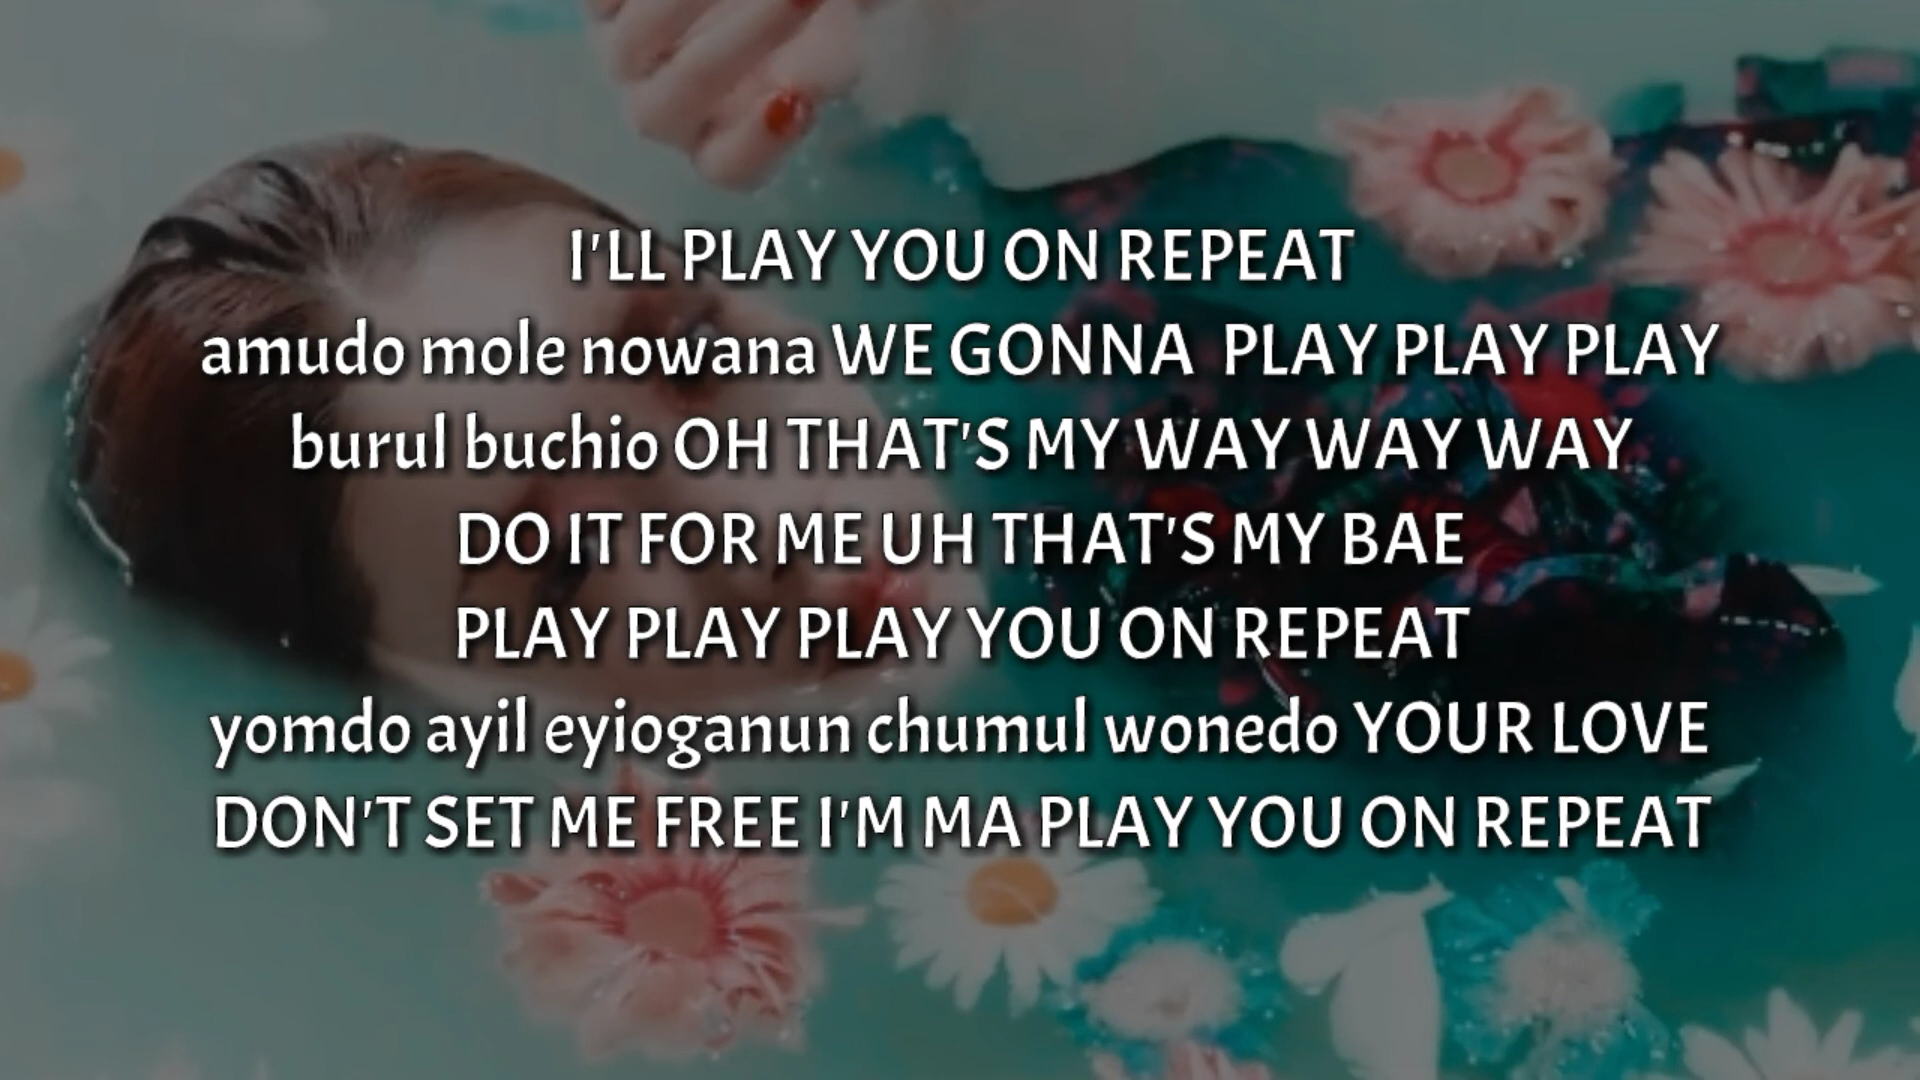 I'LL PLAY YOU ON REPEAT
amudo mole nowana WE GONNA PLAY PLAY PLAY
burul buchio OH THAT'S MY WAY WAY WAY
DO IT FOR ME UH THAT'S MY BAE
PLAY PLAY PLAY YOU ON REPEAT
yomdo ayil eyioganun chumul wonedo YOUR LOVE
DON'T SET ME FREE I'M MA PLAY YOU ON REPEAT